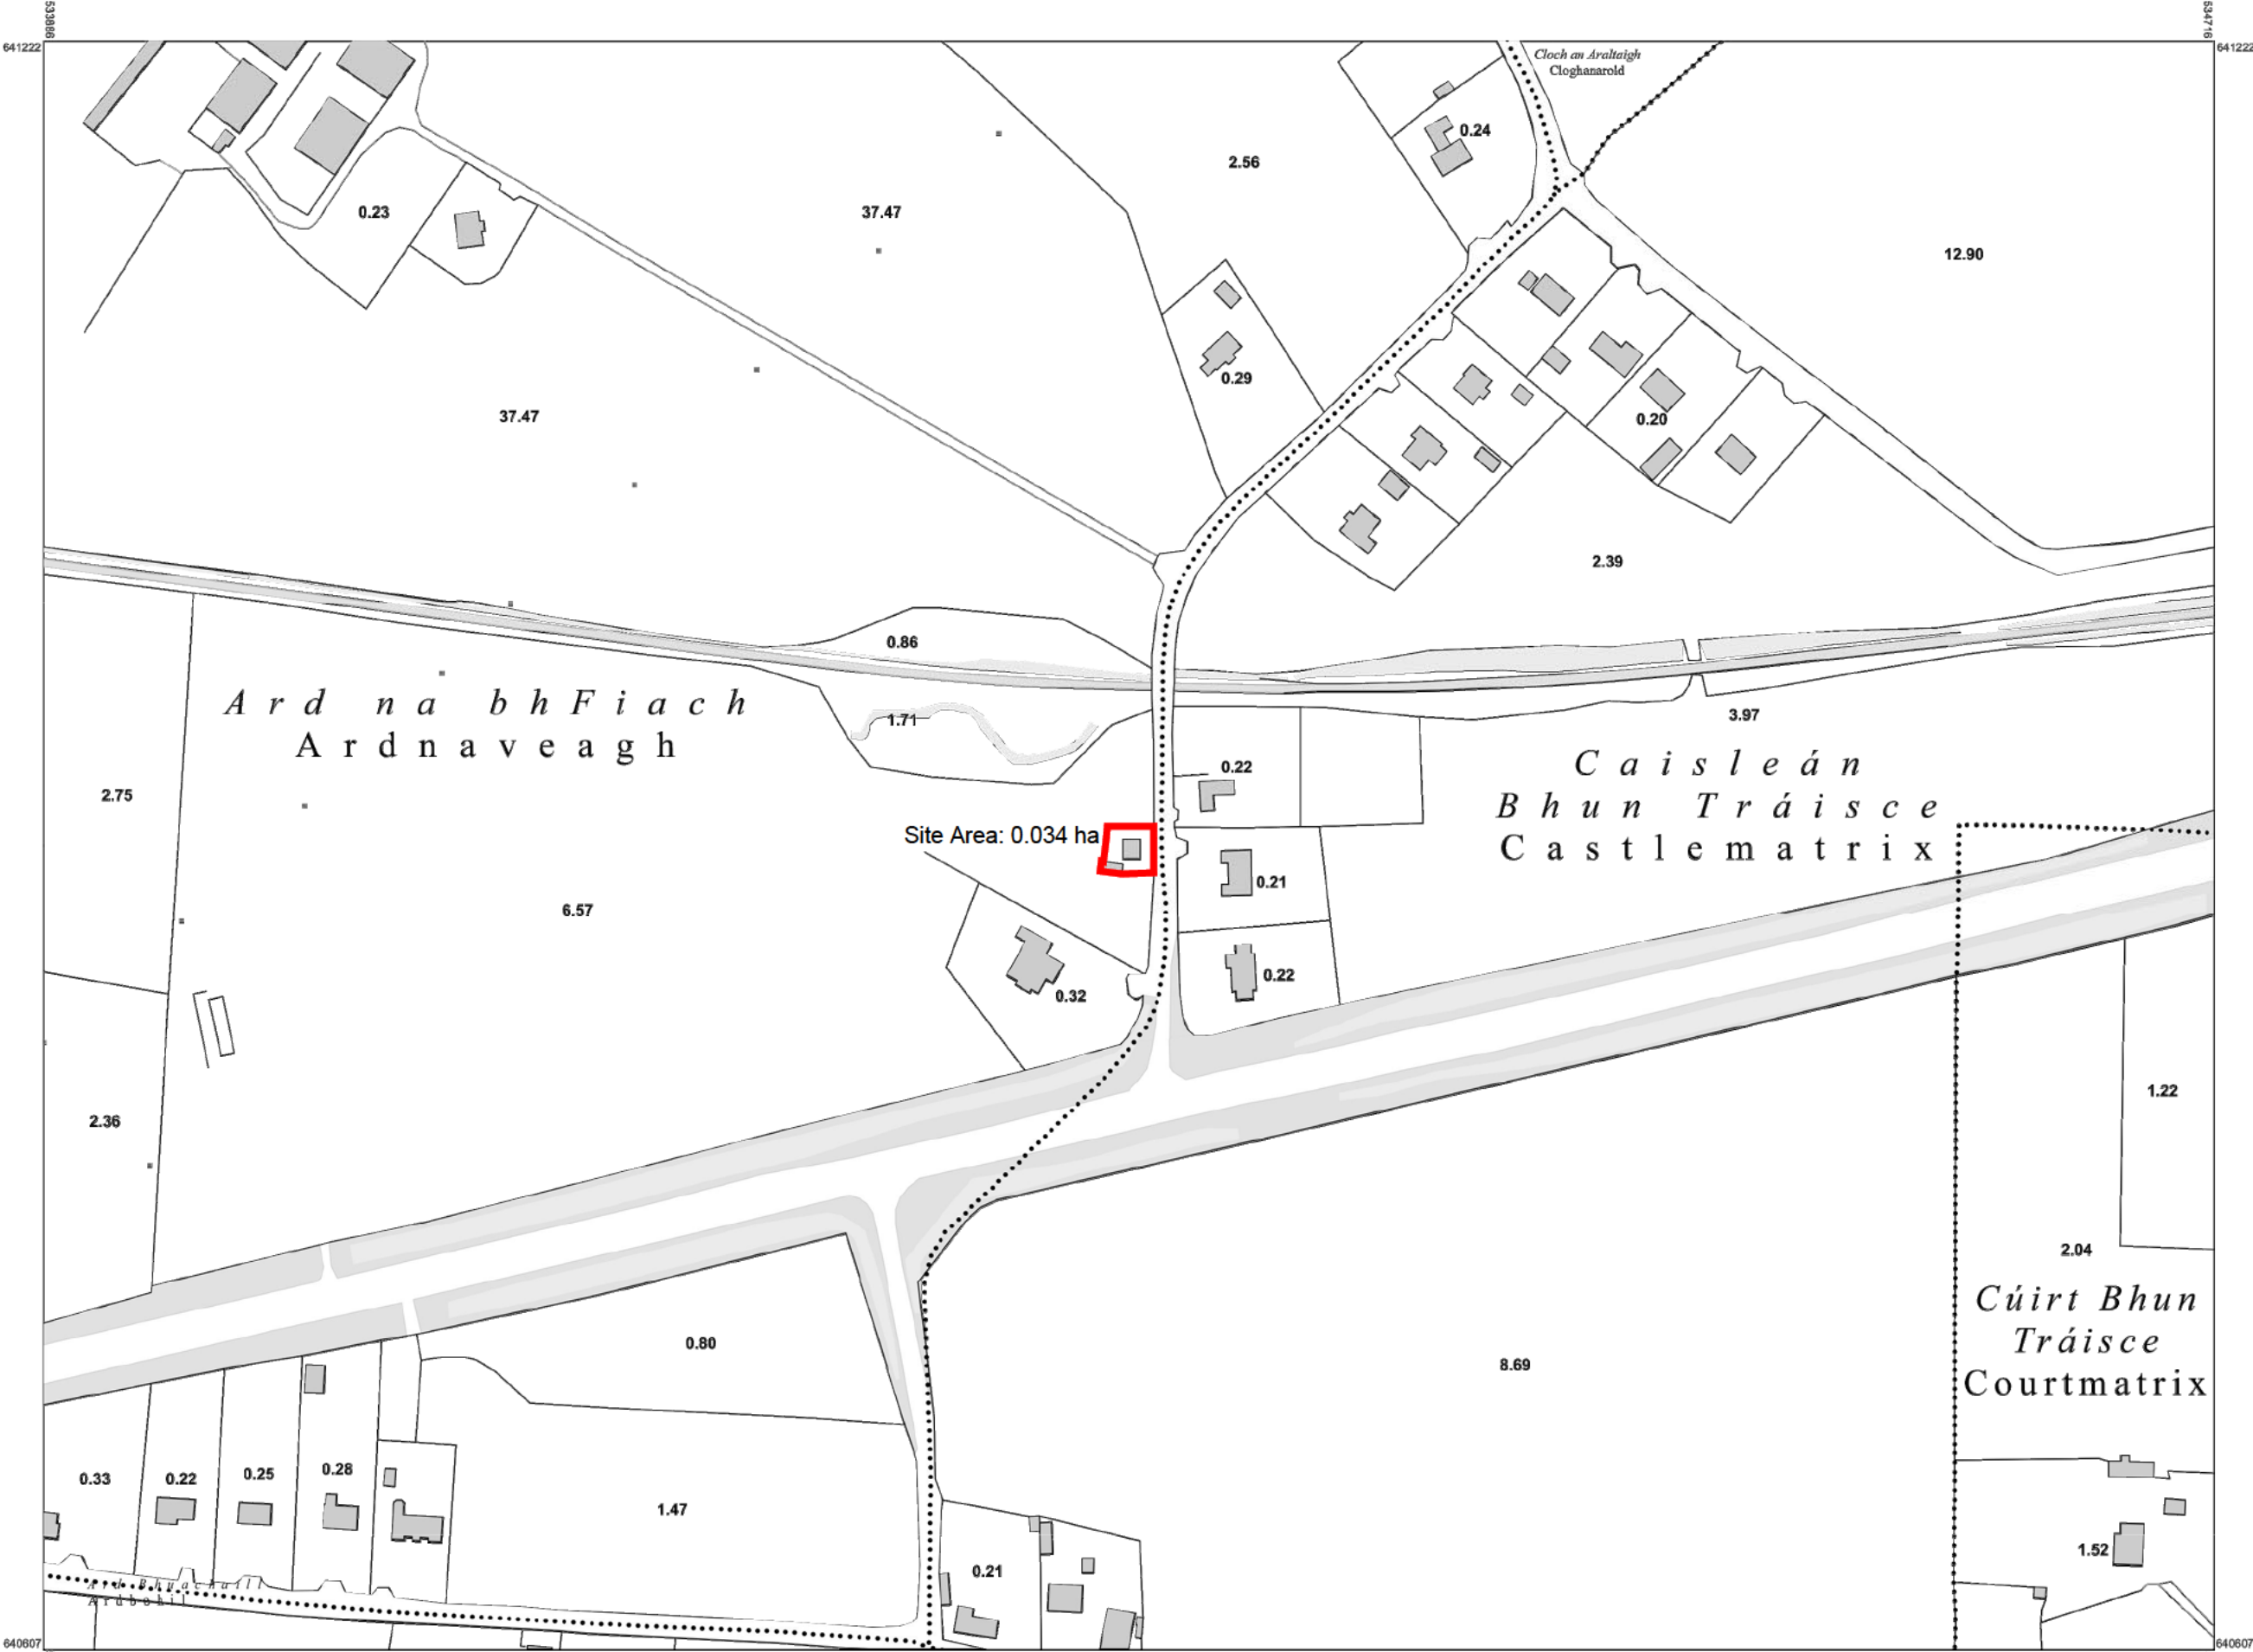 533886
534716
641222
641222
Cloch an Araltaigh
Cloghanarold
0.24
2.56
0.23
37.47
12.90
0.29
37.47
0.20
2.39
0.86
Ard na bhFiach
Ardnaveagh
1.71
3.97
Caisleán
Bhun Tráisce
Castlematrix
0.22
2.75
Site Area: 0.034 ha
0.21
6.57
0.22
0.32
1.22
2.36
2.04
Cúirt Bhun
Tráisce
Courtmatrix
0.80
8.69
0.33
0.22
0.25
0.28
1.47
1.52
0.21
Ard Bhuachaill
Ardbohil
640607
640607